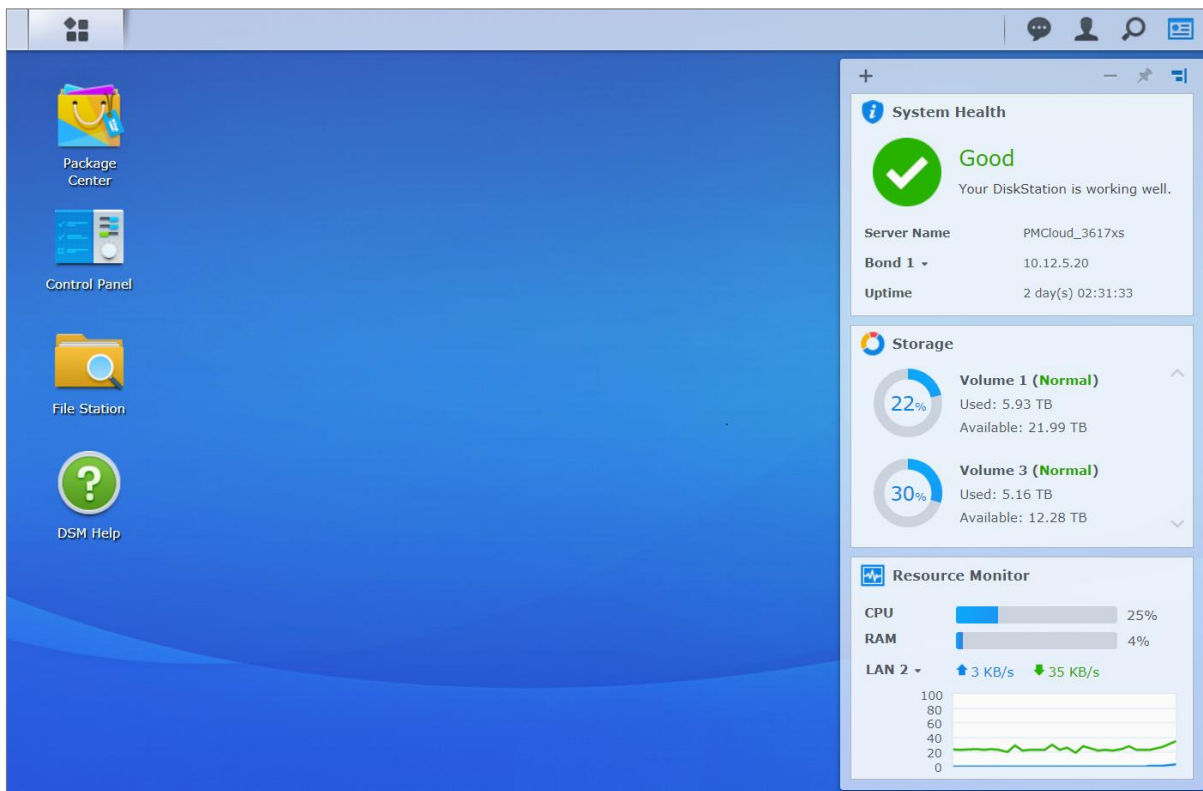 Package
Center
Control Panel
File Station
DSM Help
System Health
Good
Your DiskStation is working well.
Server Name PMCloud_3617xs
Bond 1 10.12.5.20
Uptime 2 day(s) 02:31:33
Storage
22%
Volume 1 (Normal)
Used: 5.93 TB
Available: 21.99 TB
30%
Volume 3 (Normal)
Used: 5.16 TB
Available: 12.28 TB
Resource Monitor
CPU 25%
RAM 4%
LAN 2 3 KB/s 35 KB/s
100
80
60
40
20
0